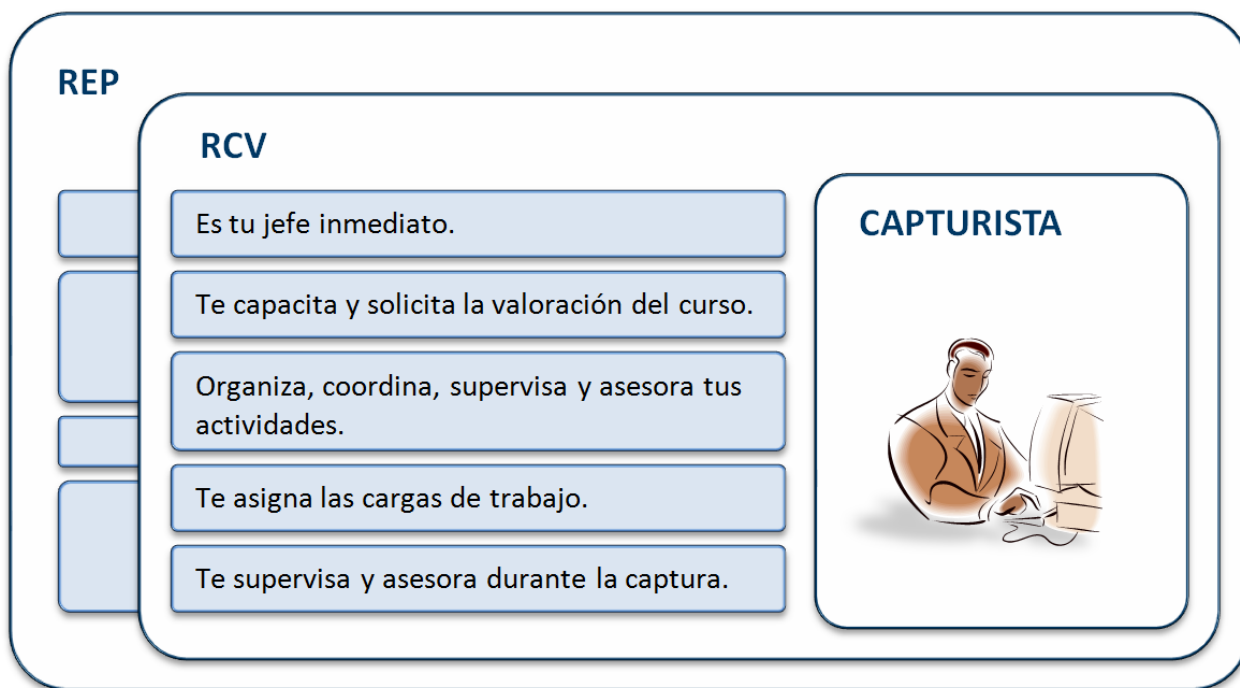 REP
RCV
Es tu jefe inmediato.
Te capacita y solicita la valoración del curso.
Organiza, coordina, supervisa y asesora tus
actividades.
Te asigna las cargas de trabajo.
Te supervisa y asesora durante la captura.
CAPTURISTA